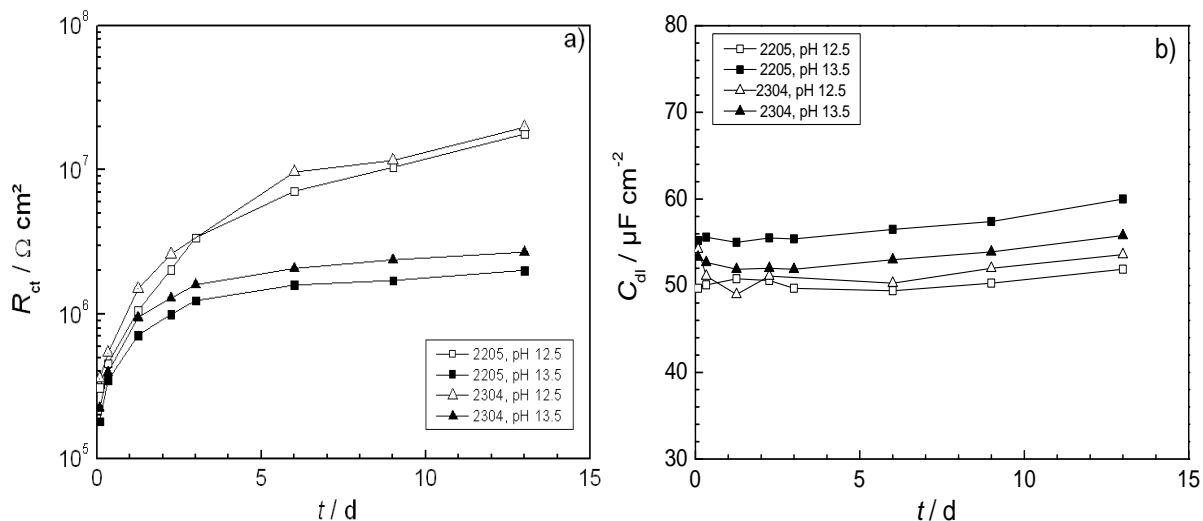 a)
10⁸
10⁷
10⁶
10⁵
R_ct / Ω cm²
2205, pH 12.5
2205, pH 13.5
2304, pH 12.5
2304, pH 13.5
0
5
10
15
t / d
b)
80
70
60
50
40
30
C_dl / µF cm⁻²
2205, pH 12.5
2205, pH 13.5
2304, pH 12.5
2304, pH 13.5
0
5
10
15
t / d